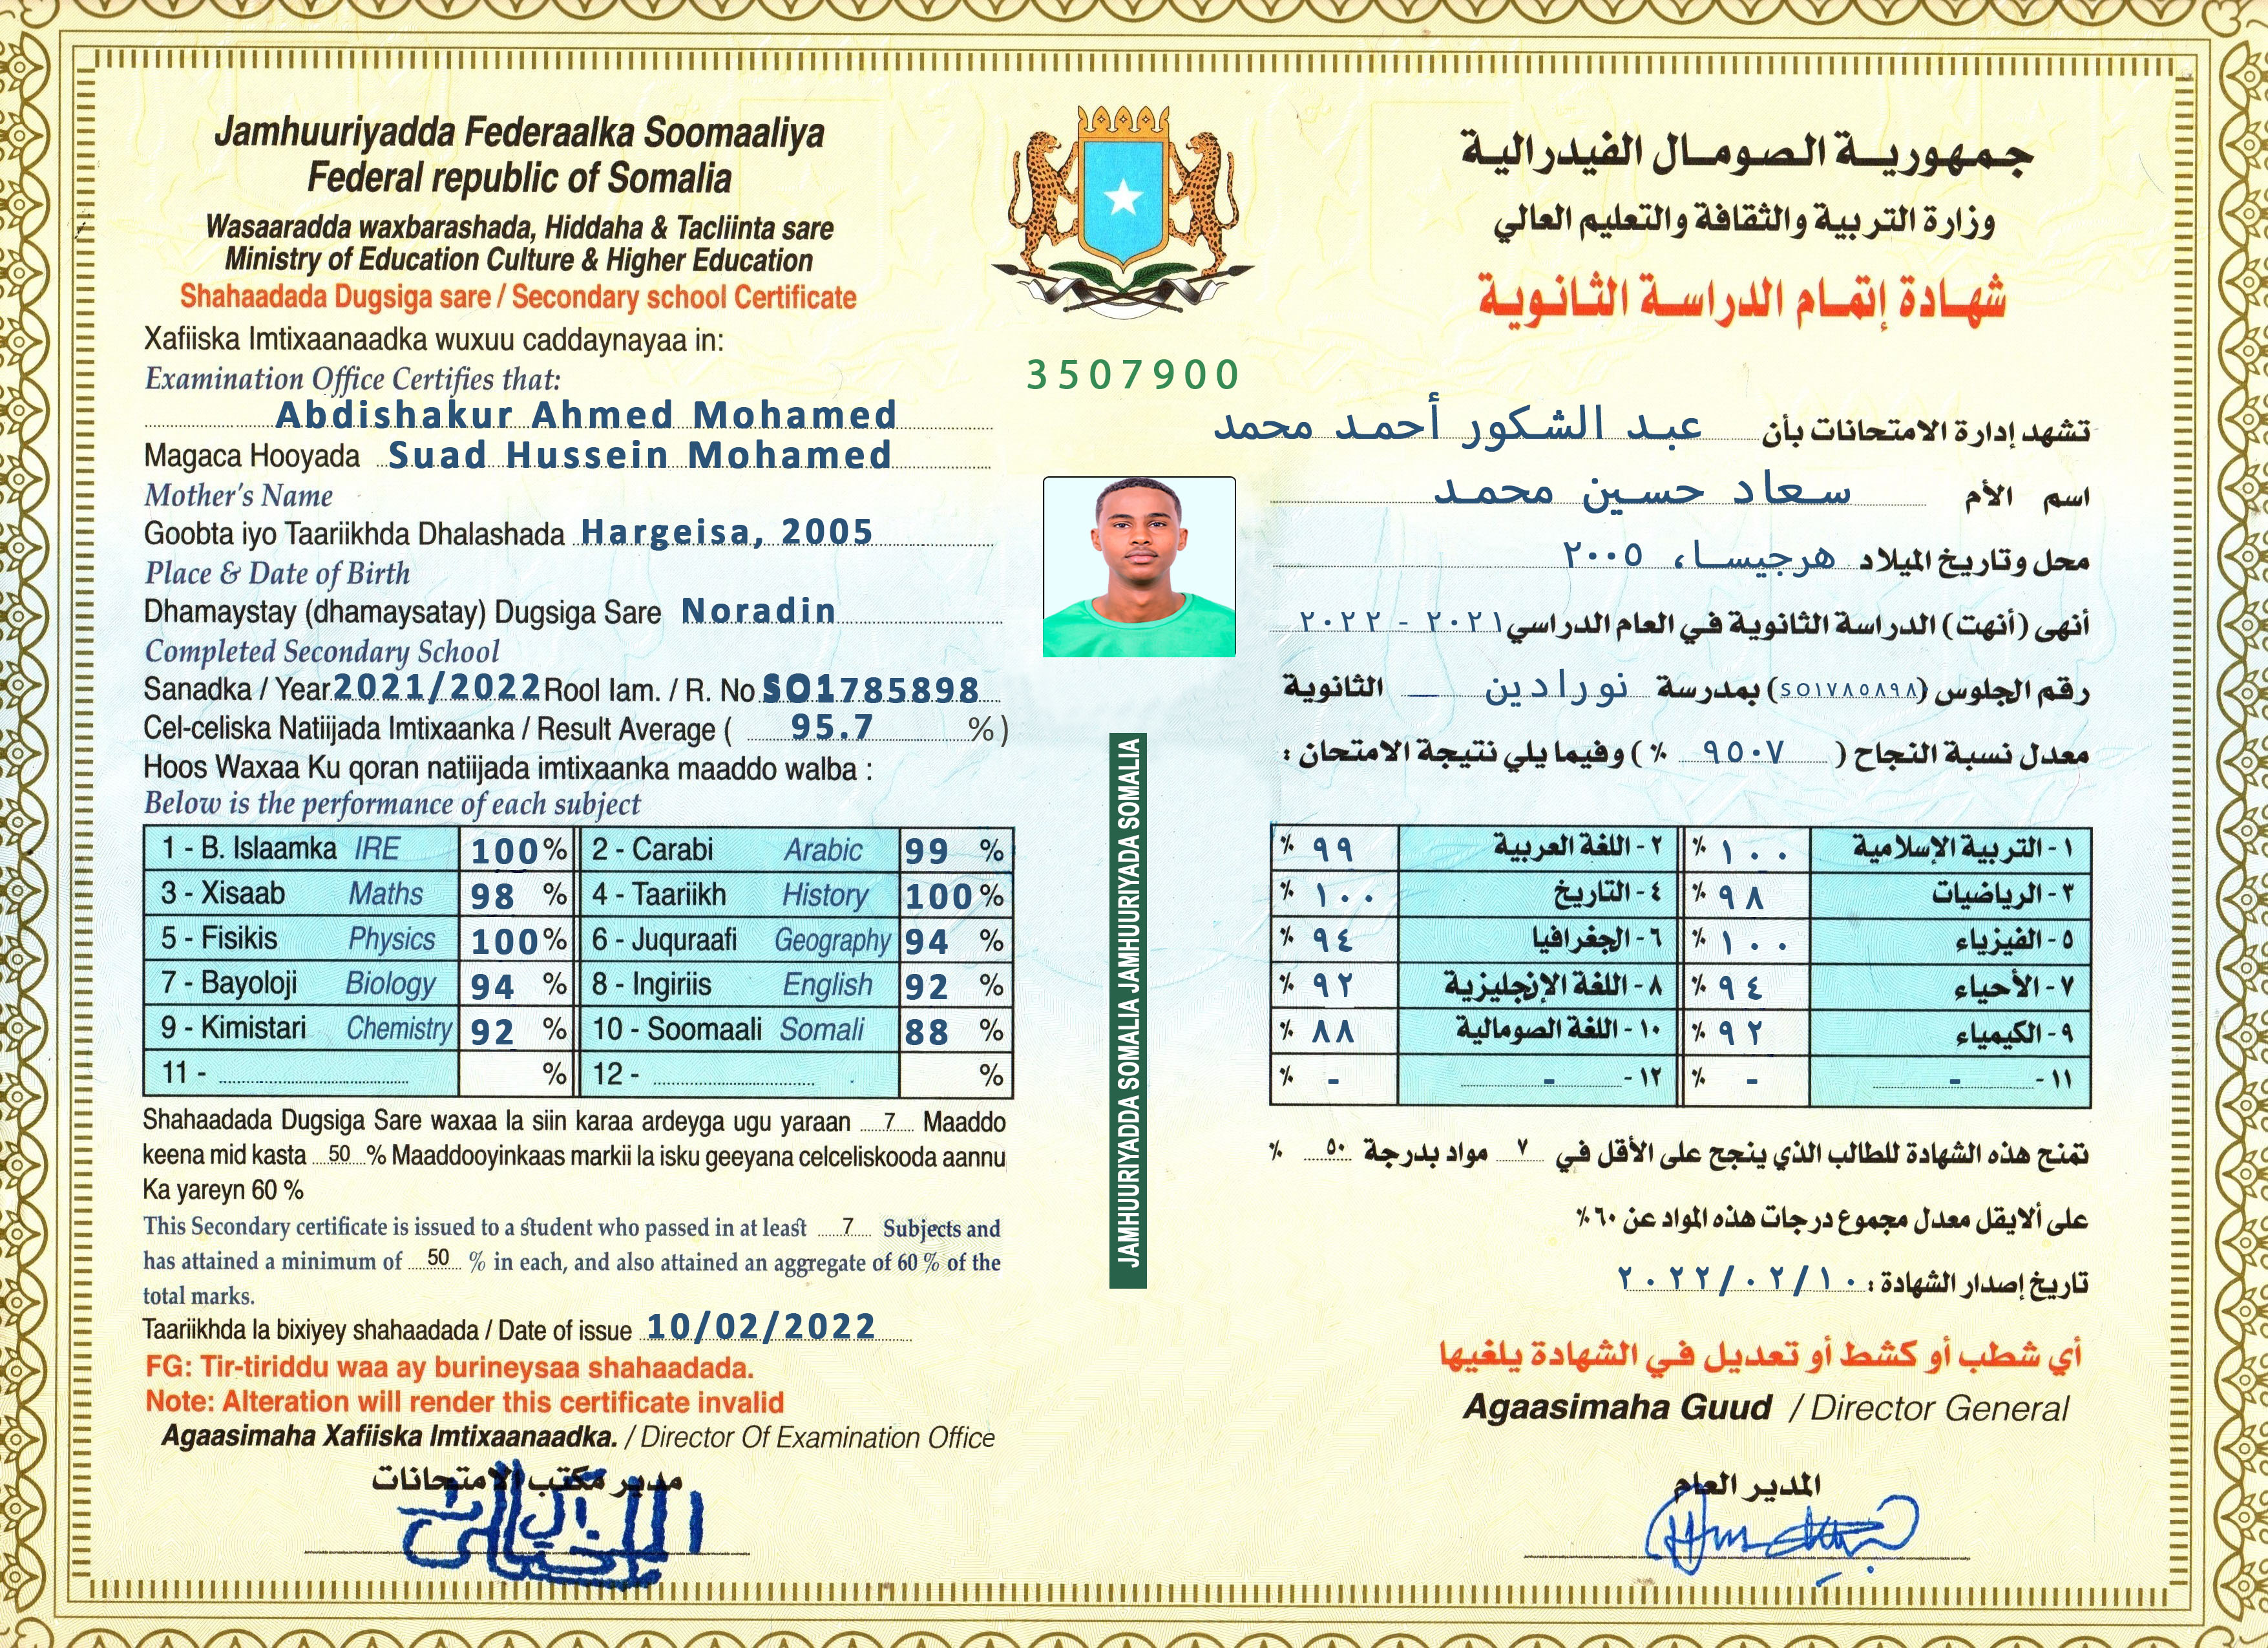 Jamhuuriyadda Federaalka Soomaaliya
Federal republic of Somalia
Wasaaradda waxbarashada, Hiddaha & Tacliinta sare
Ministry of Education Culture & Higher Education
Shahaadada Dugsiga sare / Secondary school Certificate
Xafiiska Imtixaanaadka wuxuu caddaynayaa in:
Examination Office Certifies that:
Abdishakur Ahmed Mohamed
Magaca Hooyada Suad Hussein Mohamed
Mother's Name
Goobta iyo Taariikhda Dhalashada Hargeisa, 2005
Place & Date of Birth
Dhamaystay (dhamaysatay) Dugsiga Sare Noradin
Completed Secondary School
Sanadka / Year 2021/2022 Rool Iam. / R. No SO1785898
Cel-celiska Natiijada Imtixaanka / Result Average ( 95.7 %)
Hoos Waxaa Ku qoran natiijada imtixaanka maaddo walba :
Below is the performance of each subject
1 - B. Islaamka IRE 100 % 2 - Carabi Arabic 99 %
3 - Xisaab Maths 98 % 4 - Taariikh History 100 %
5 - Fisikis Physics 100 % 6 - Juquraafi Geography 94 %
7 - Bayoloji Biology 94 % 8 - Ingiriis English 92 %
9 - Kimistari Chemistry 92 % 10 - Soomaali Somali 88 %
11 - % 12 - %
Shahaadada Dugsiga Sare waxaa la siin karaa ardeyga ugu yaraan 7 Maaddo
keena mid kasta 50 % Maaddooyinkaas markii la isku geeyana celceliskooda aannu
Ka yareyn 60 %
This Secondary certificate is issued to a student who passed in at least 7 Subjects and
has attained a minimum of 50 % in each, and also attained an aggregate of 60 % of the
total marks.
Taariikhda la bixiyey shahaadada / Date of issue 10/02/2022
FG: Tir-tiriddu waa ay burineysaa shahaadada.
Note: Alteration will render this certificate invalid
Agaasimaha Xafiiska Imtixaanaadka. / Director Of Examination Office
مدير مكتب الامتحانات
3507900
JAMHUURIYADDA SOMALIA JAMHUURIYADA SOMALIA
جمهورية الصومال الفيدرالية
وزارة التربية والثقافة والتعليم العالي
شهادة إتمام الدراسة الثانوية
تشهد إدارة الامتحانات بأن عبد الشكور أحمد محمد
اسم الأم سعاد حسين محمد
محل وتاريخ الميلاد هرجيسا، ٢٠٠٥
أنهى (أنهت) الدراسة الثانوية في العام الدراسي ٢٠٢١ - ٢٠٢٢
رقم الجلوس (SO١٧٨٥٨٩٨) بمدرسة نورادين الثانوية
معدل نسبة النجاح ( ٩٥٠٧ ٪ ) وفيما يلي نتيجة الامتحان :
١ - التربية الإسلامية ١٠٠ ٪ ٢ - اللغة العربية ٩٩ ٪
٣ - الرياضيات ٩٨ ٪ ٤ - التاريخ ١٠٠ ٪
٥ - الفيزياء ١٠٠ ٪ ٦ - الجغرافيا ٩٤ ٪
٧ - الأحياء ٩٤ ٪ ٨ - اللغة الإنجليزية ٩٢ ٪
٩ - الكيمياء ٩٢ ٪ ١٠ - اللغة الصومالية ٨٨ ٪
١١ - - - ٪ ١٢ - - - ٪
تمنح هذه الشهادة للطالب الذي ينجح على الأقل في ٧ مواد بدرجة ٥٠ ٪
على ألايقل معدل مجموع درجات هذه المواد عن ٦٠٪
تاريخ إصدار الشهادة : ٢٠٢٢/٠٢/١٠
أي شطب أو كشط أو تعديل في الشهادة يلغيها
Agaasimaha Guud / Director General
المدير العام